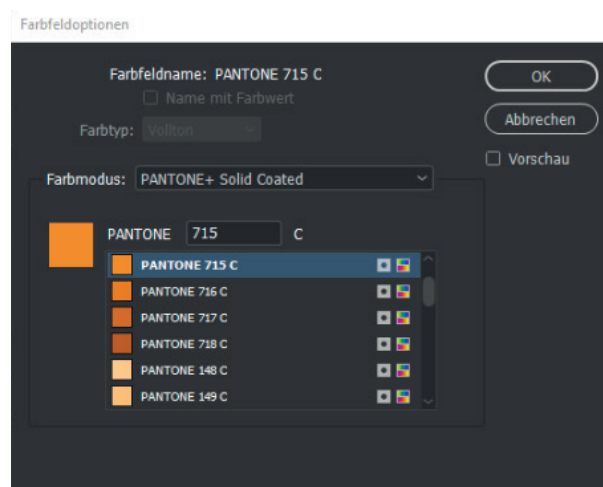 Farbfeldoptionen
Farbfeldname: PANTONE 715 C
Name mit Farbwert
Farbtyp: Vollton
OK
Abbrechen
Vorschau
Farbmodus: PANTONE+ Solid Coated
PANTONE 715 C
PANTONE 715 C
PANTONE 716 C
PANTONE 717 C
PANTONE 718 C
PANTONE 148 C
PANTONE 149 C